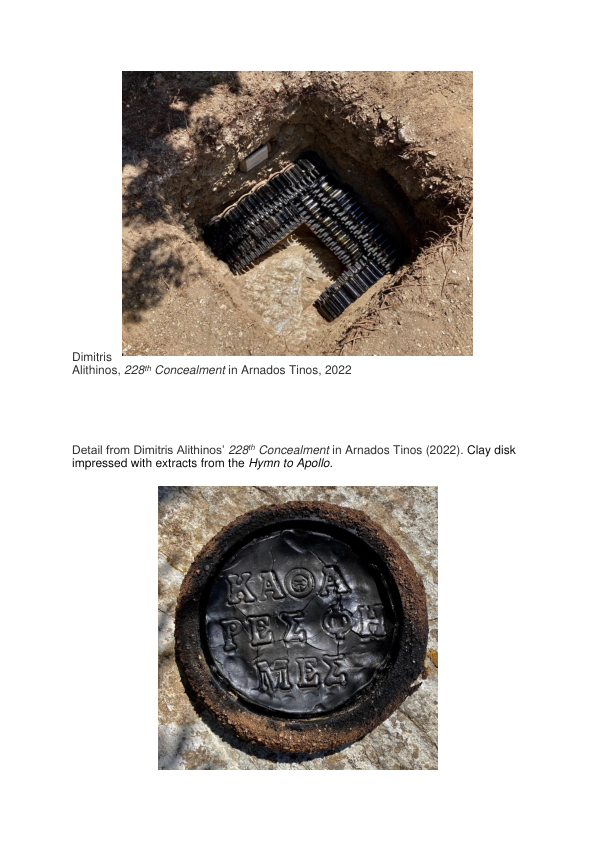 Dimitris
Alithinos, 228th Concealment in Arnados Tinos, 2022
Detail from Dimitris Alithinos’ 228th Concealment in Arnados Tinos (2022). Clay disk
impressed with extracts from the Hymn to Apollo.
ΚΑΘΑ
ΡΕΣ ΦΗ
ΜΕΣ